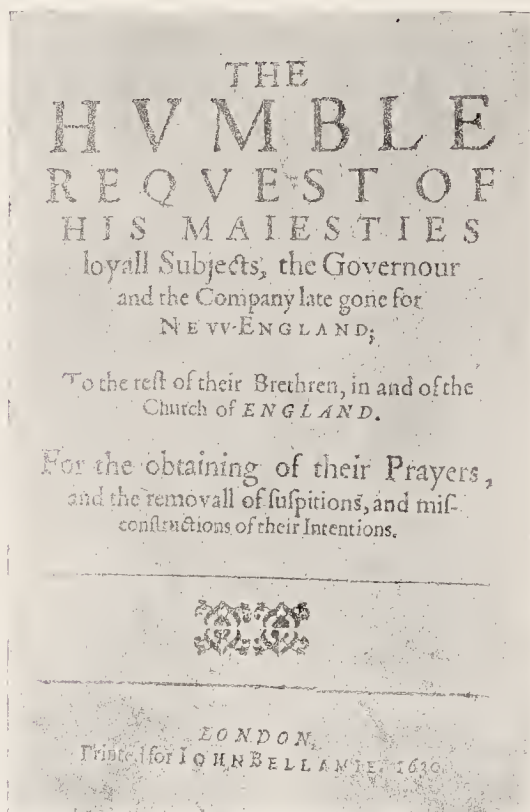 THE
HVMBLE
REQVEST OF
HIS MAIESTIES
loyall Subjects, the Governour
and the Company late gone for
NEVV-ENGLAND;
To the reſt of their Brethren, in and of the
Church of ENGLAND.
For the obtaining of their Prayers,
and the removall of ſuſpitions, and miſ-
conſtructions of their Intentions.
LONDON,
Printed for IOHN BELLAMIE. 1630